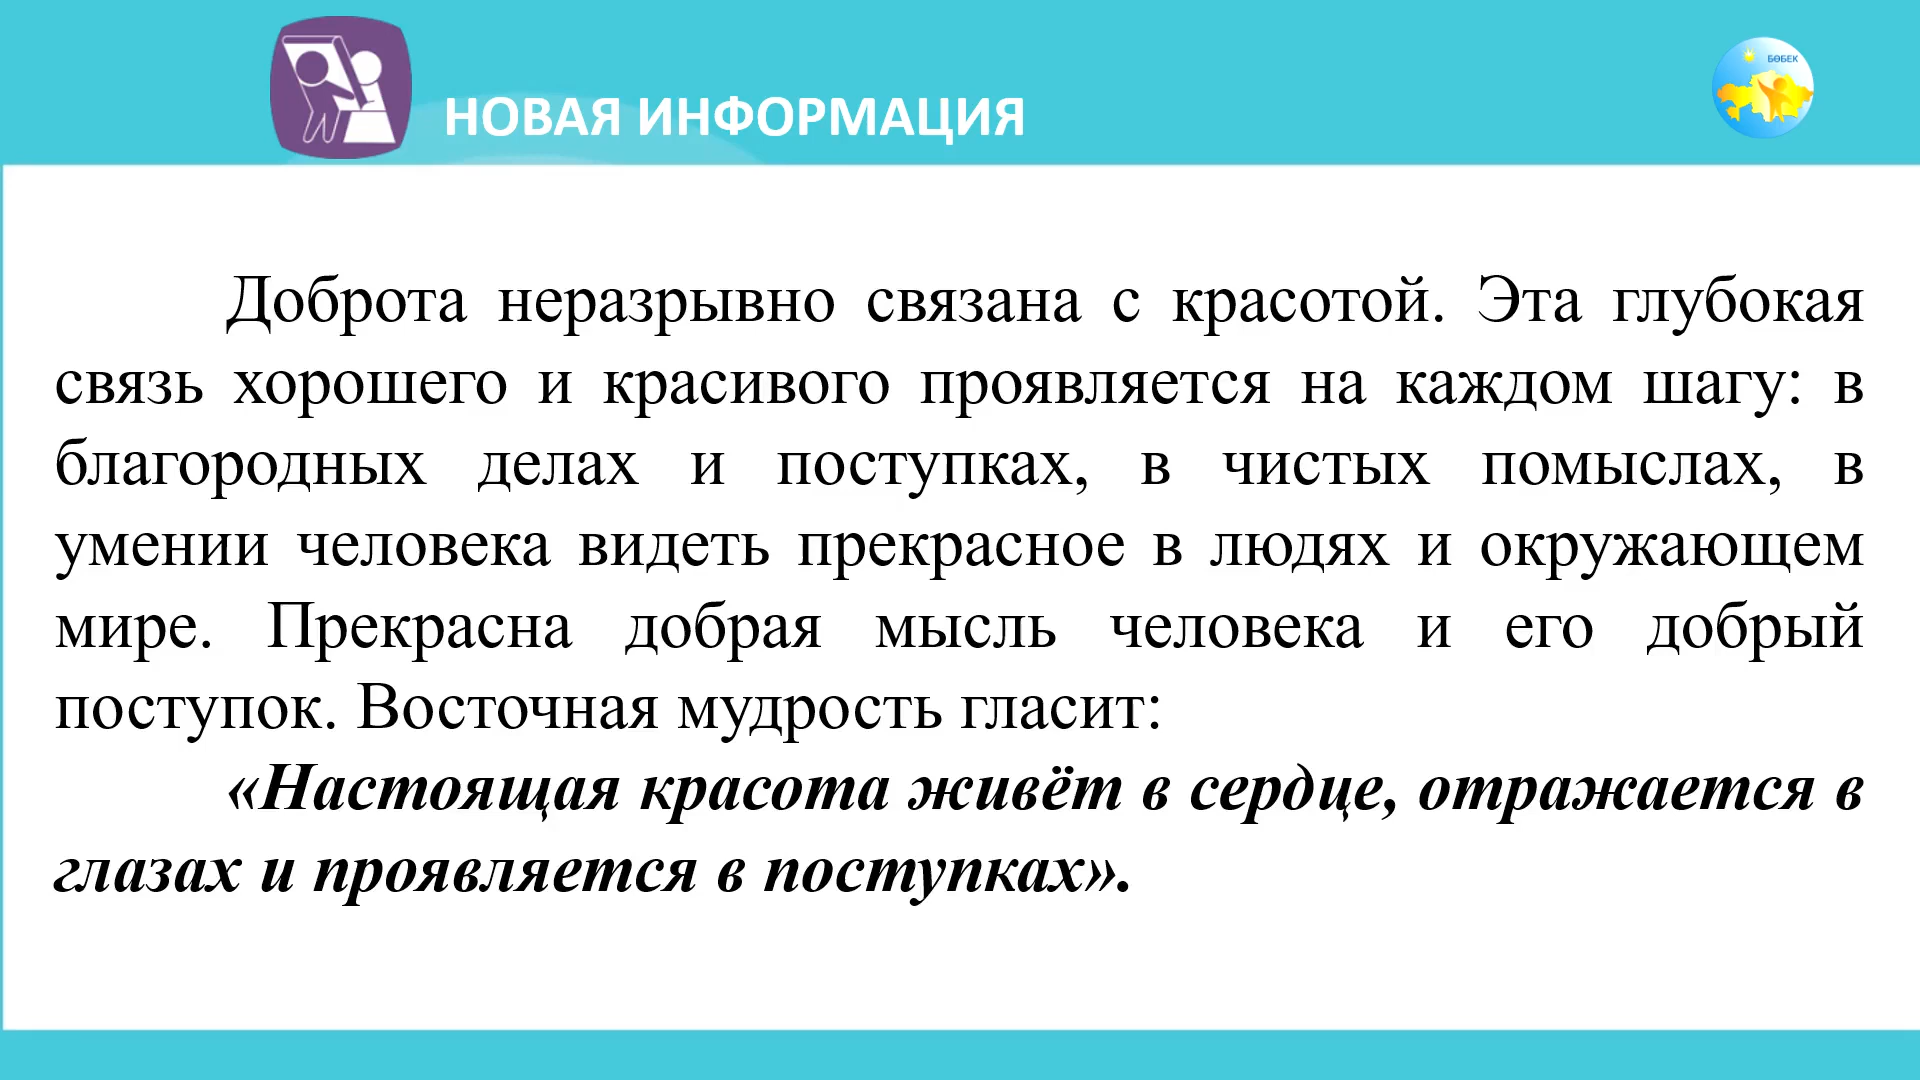 БӨБЕК
НОВАЯ ИНФОРМАЦИЯ
Доброта неразрывно связана с красотой. Эта глубокая
связь хорошего и красивого проявляется на каждом шагу: в
благородных делах и поступках, в чистых помыслах, в
умении человека видеть прекрасное в людях и окружающем
мире. Прекрасна добрая мысль человека и его добрый
поступок. Восточная мудрость гласит:
«Настоящая красота живёт в сердце, отражается в
глазах и проявляется в поступках».